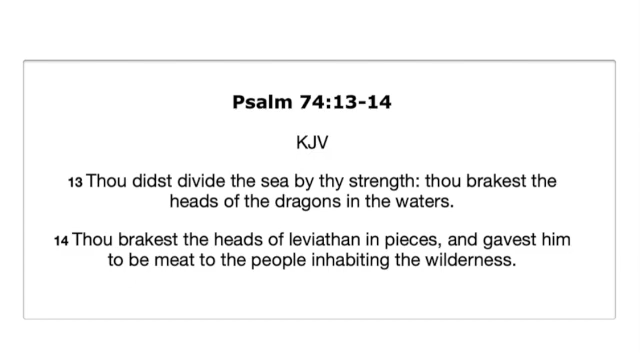 Psalm 74:13-14
KJV
13 Thou didst divide the sea by thy strength: thou brakest the
heads of the dragons in the waters.
14 Thou brakest the heads of leviathan in pieces, and gavest him
to be meat to the people inhabiting the wilderness.